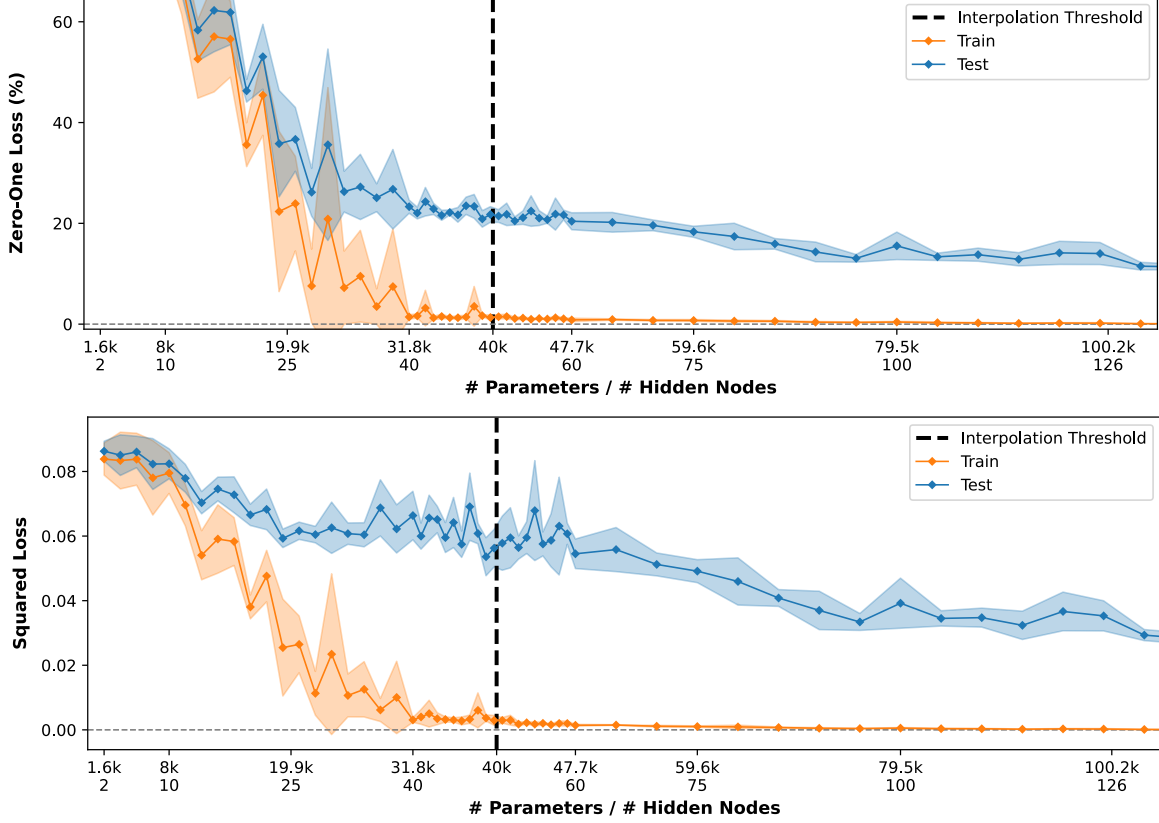 60
40
20
0
Zero-One Loss (%)
Interpolation Threshold
Train
Test
1.6k 8k 19.9k 31.8k 40k 47.7k 59.6k 79.5k 100.2k
2 10 25 40 50 60 75 100 126
# Parameters / # Hidden Nodes
0.08
0.06
0.04
0.02
0.00
Squared Loss
Interpolation Threshold
Train
Test
1.6k 8k 19.9k 31.8k 40k 47.7k 59.6k 79.5k 100.2k
2 10 25 40 50 60 75 100 126
# Parameters / # Hidden Nodes